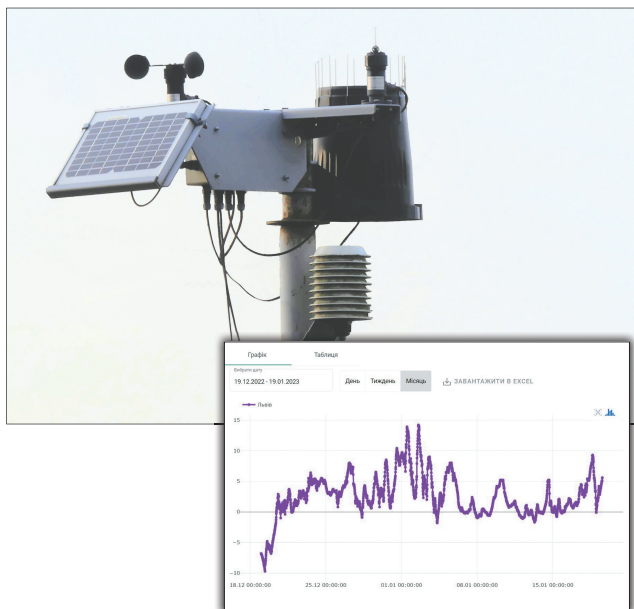 Графік Таблиця
Вибрати дату
19.12.2022 - 19.01.2023 День Тиждень Місяць ЗАВАНТАЖИТИ В EXCEL
Львів
15
10
5
0
−5
−10
18.12 00:00:00 25.12 00:00:00 01.01 00:00:00 08.01 00:00:00 15.01 00:00:00